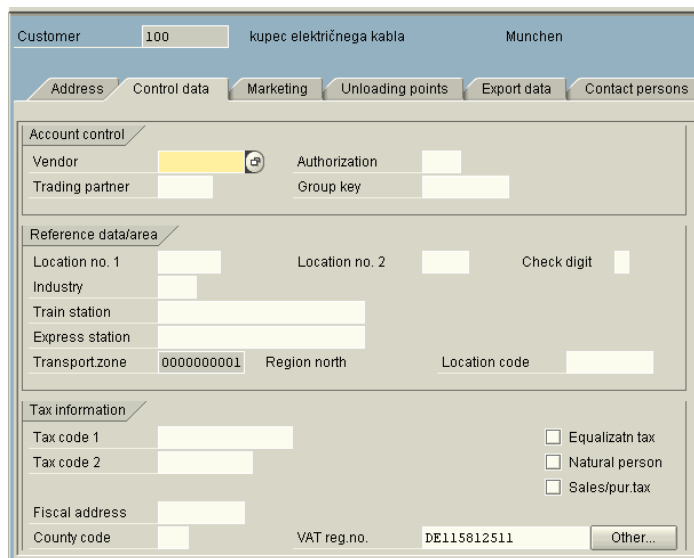 Customer 100 kupec električnega kabla Munchen
Address Control data Marketing Unloading points Export data Contact persons
Account control
Vendor Authorization
Trading partner Group key
Reference data/area
Location no. 1 Location no. 2 Check digit
Industry
Train station
Express station
Transport.zone 0000000001 Region north Location code
Tax information
Tax code 1 Equalizatn tax
Tax code 2 Natural person
Sales/pur.tax
Fiscal address
County code VAT reg.no. DE115812511 Other...